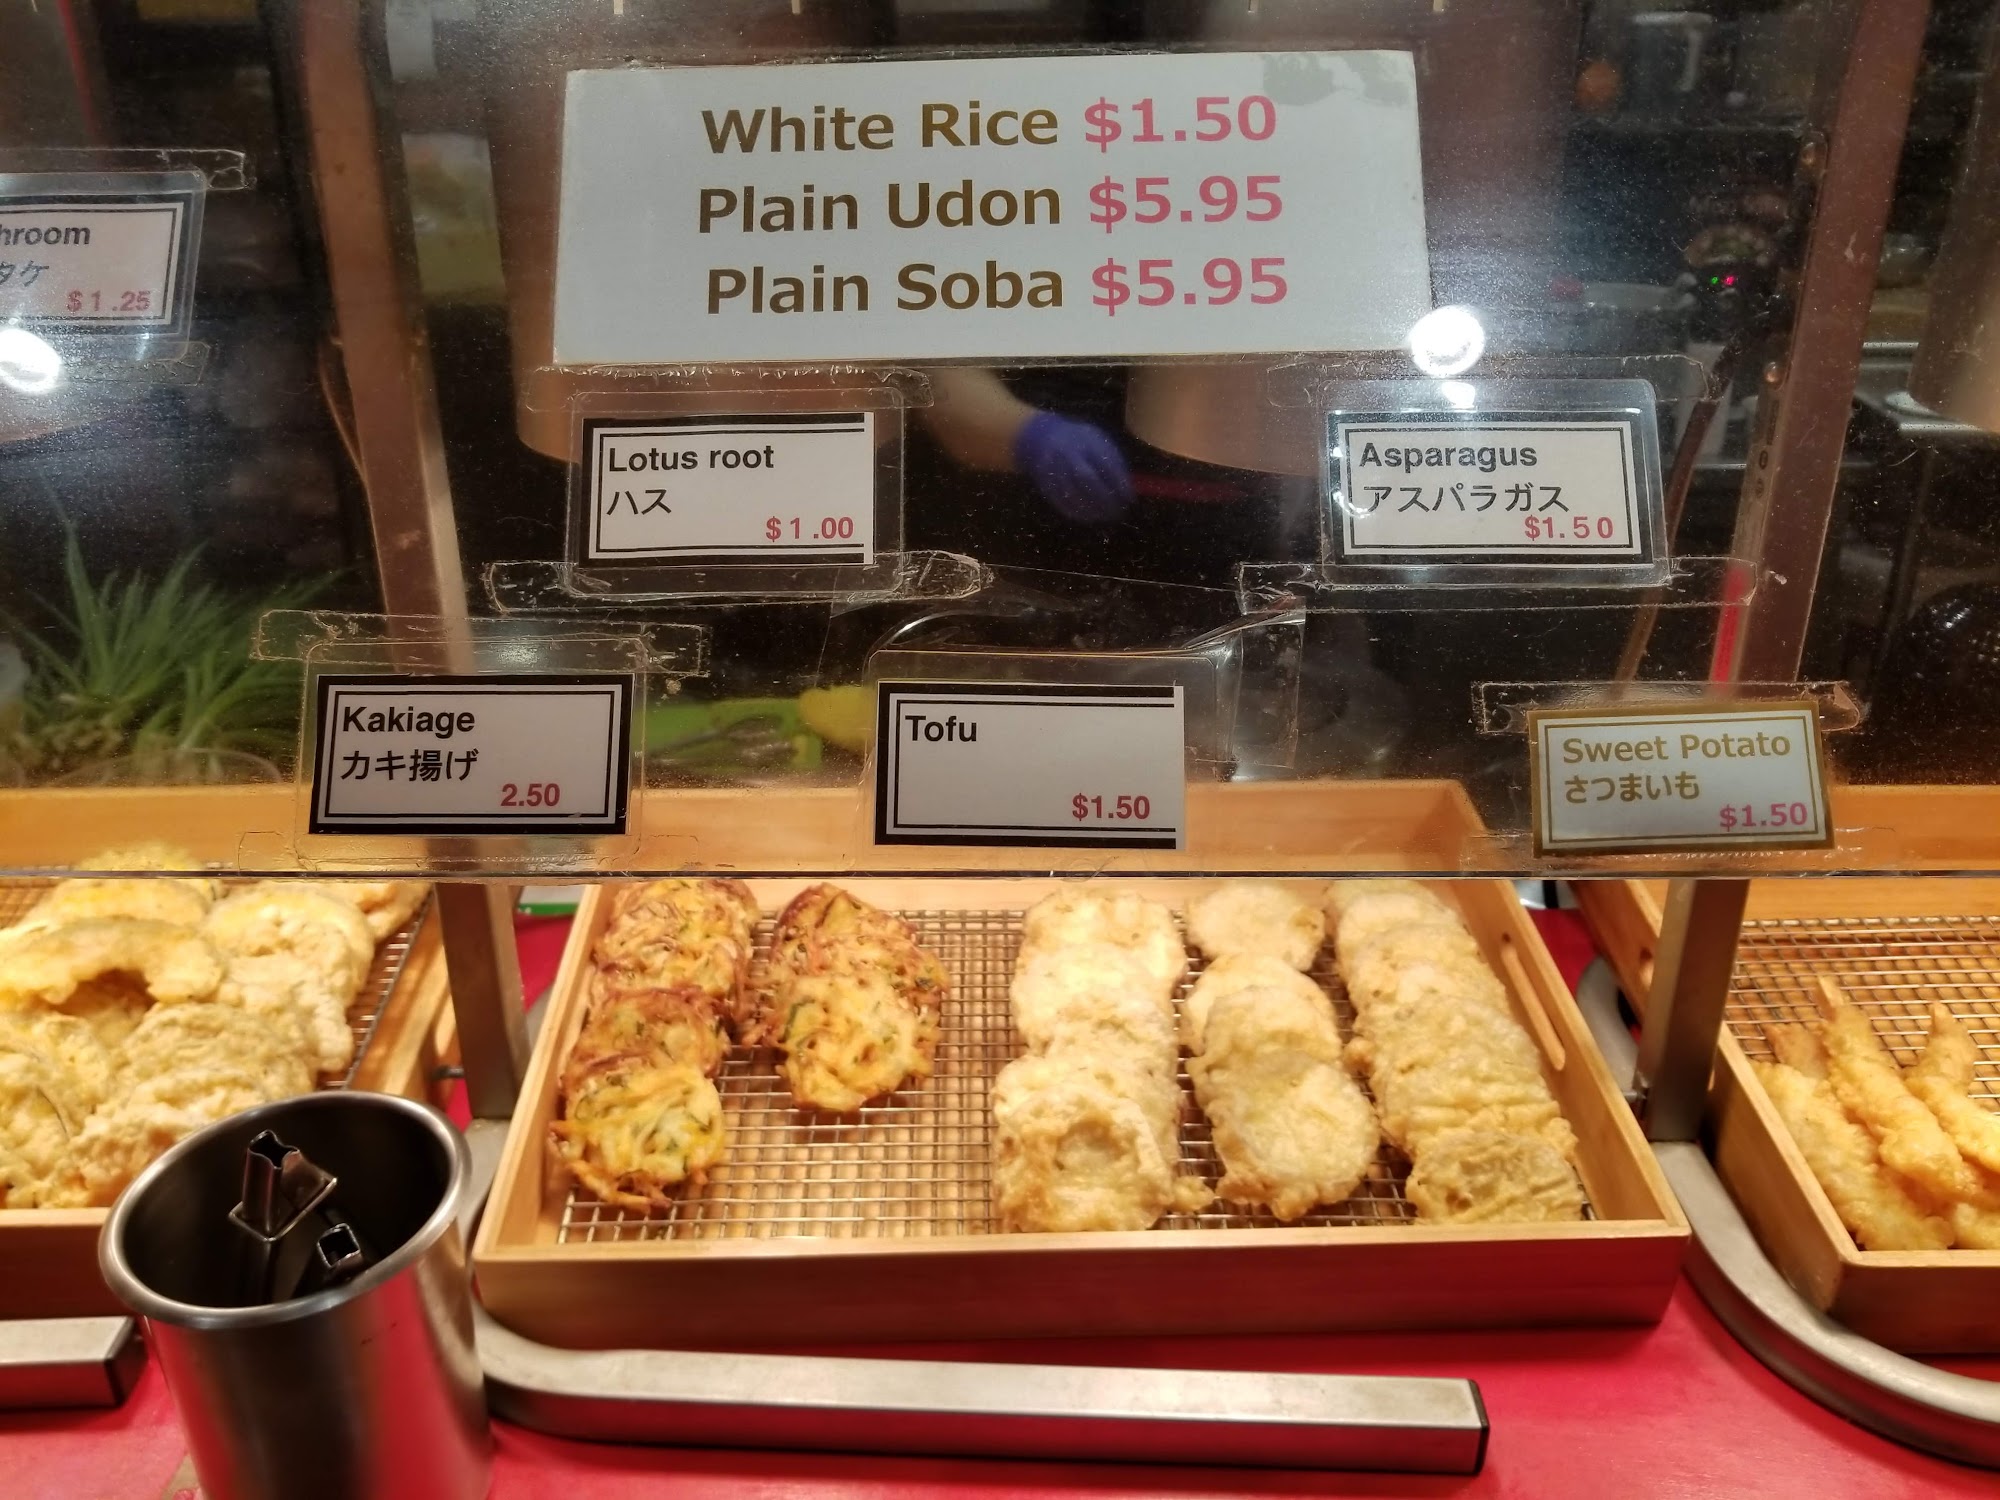 White Rice $1.50
Plain Udon $5.95
Plain Soba $5.95
hroom
タケ
$1.25
Lotus root
ハス
$1.00
Asparagus
アスパラガス
$1.50
Kakiage
カキ揚げ
2.50
Tofu
$1.50
Sweet Potato
さつまいも
$1.50